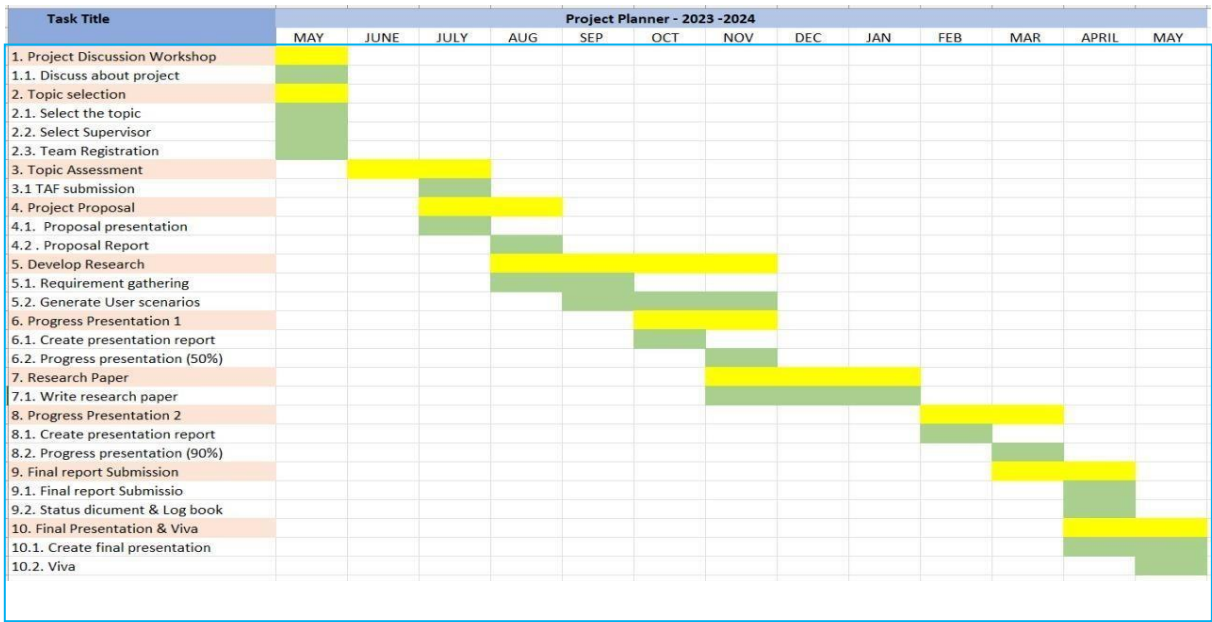 Task Title Project Planner - 2023 -2024
MAY JUNE JULY AUG SEP OCT NOV DEC JAN FEB MAR APRIL MAY
1. Project Discussion Workshop
1.1. Discuss about project
2. Topic selection
2.1. Select the topic
2.2. Select Supervisor
2.3. Team Registration
3. Topic Assessment
3.1 TAF submission
4. Project Proposal
4.1. Proposal presentation
4.2 . Proposal Report
5. Develop Research
5.1. Requirement gathering
5.2. Generate User scenarios
6. Progress Presentation 1
6.1. Create presentation report
6.2. Progress presentation (50%)
7. Research Paper
7.1. Write research paper
8. Progress Presentation 2
8.1. Create presentation report
8.2. Progress presentation (90%)
9. Final report Submission
9.1. Final report Submissio
9.2. Status dicument & Log book
10. Final Presentation & Viva
10.1. Create final presentation
10.2. Viva